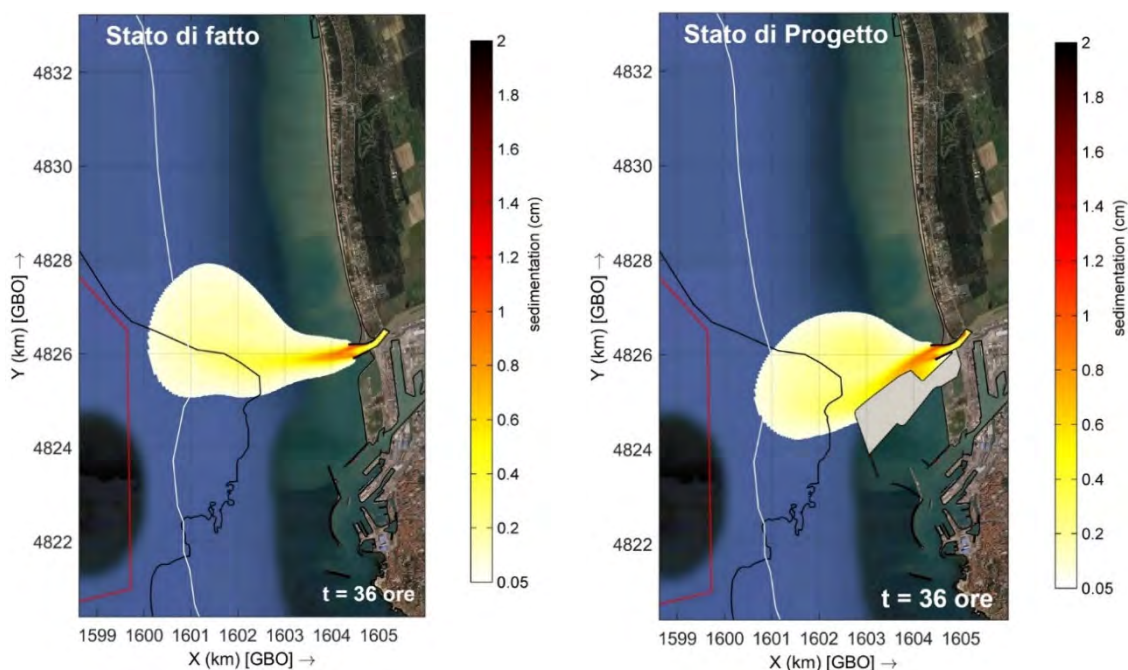 Stato di fatto
4832
4830
4828
4826
4824
4822
Y (km) [GBO] →
1599 1600 1601 1602 1603 1604 1605
X (km) [GBO] →
t = 36 ore
2
1.8
1.6
1.4
1.2
1
0.8
0.6
0.4
0.2
0.05
sedimentation (cm)
Stato di Progetto
4832
4830
4828
4826
4824
4822
Y (km) [GBO] →
1599 1600 1601 1602 1603 1604 1605
X (km) [GBO] →
t = 36 ore
2
1.8
1.6
1.4
1.2
1
0.8
0.6
0.4
0.2
0.05
sedimentation (cm)